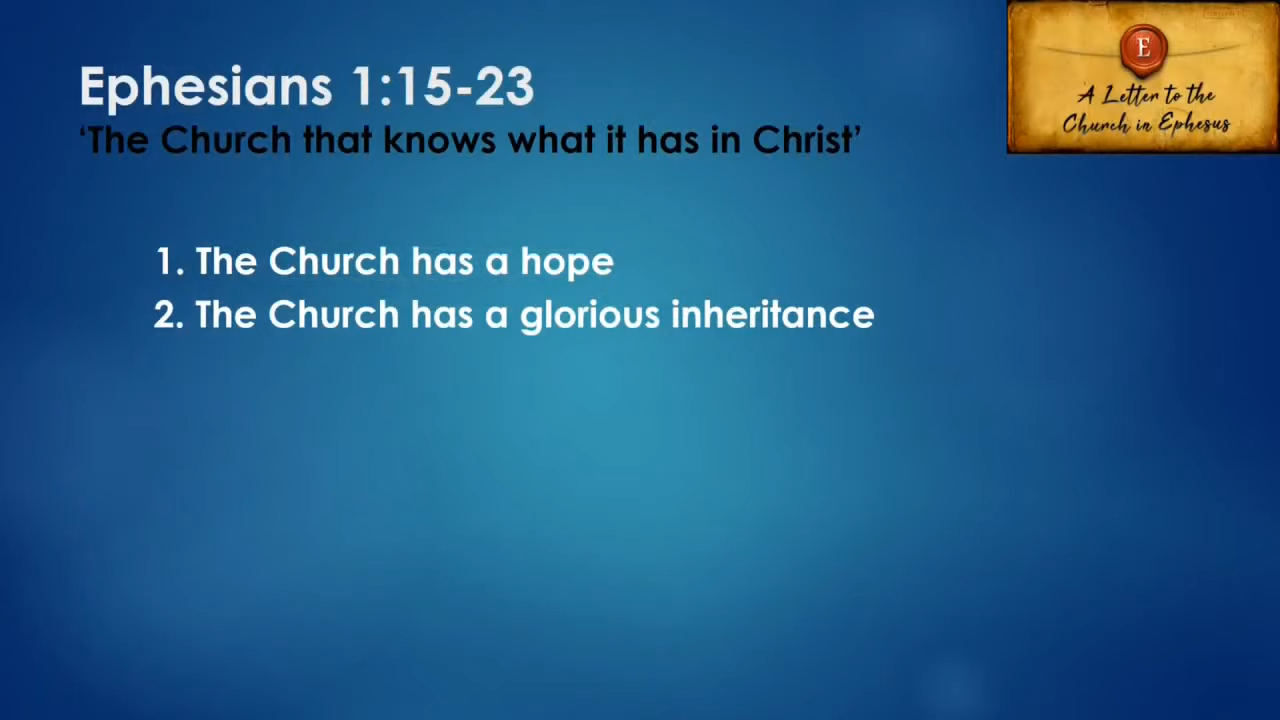 Ephesians 1:15-23
‘The Church that knows what it has in Christ’
E
A Letter to the
Church in Ephesus
1. The Church has a hope
2. The Church has a glorious inheritance